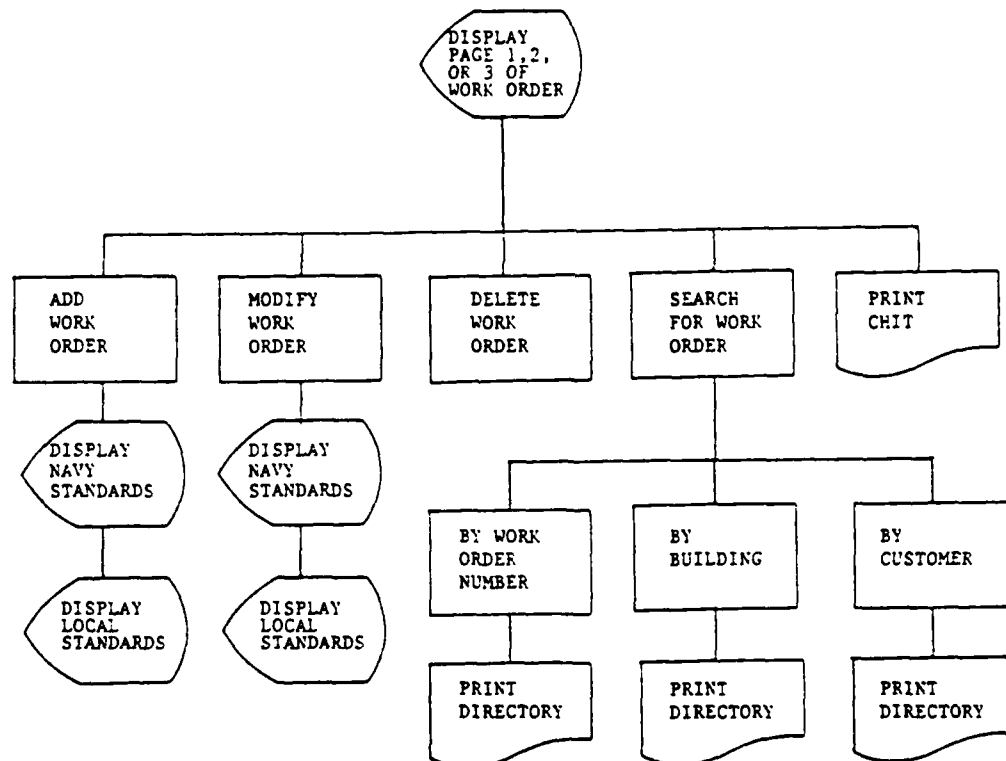 DISPLAY
PAGE 1,2,
OR 3 OF
WORK ORDER
ADD
WORK
ORDER
MODIFY
WORK
ORDER
DELETE
WORK
ORDER
SEARCH
FOR WORK
ORDER
PRINT
CHIT
DISPLAY
NAVY
STANDARDS
DISPLAY
NAVY
STANDARDS
BY WORK
ORDER
NUMBER
BY
BUILDING
BY
CUSTOMER
DISPLAY
LOCAL
STANDARDS
DISPLAY
LOCAL
STANDARDS
PRINT
DIRECTORY
PRINT
DIRECTORY
PRINT
DIRECTORY